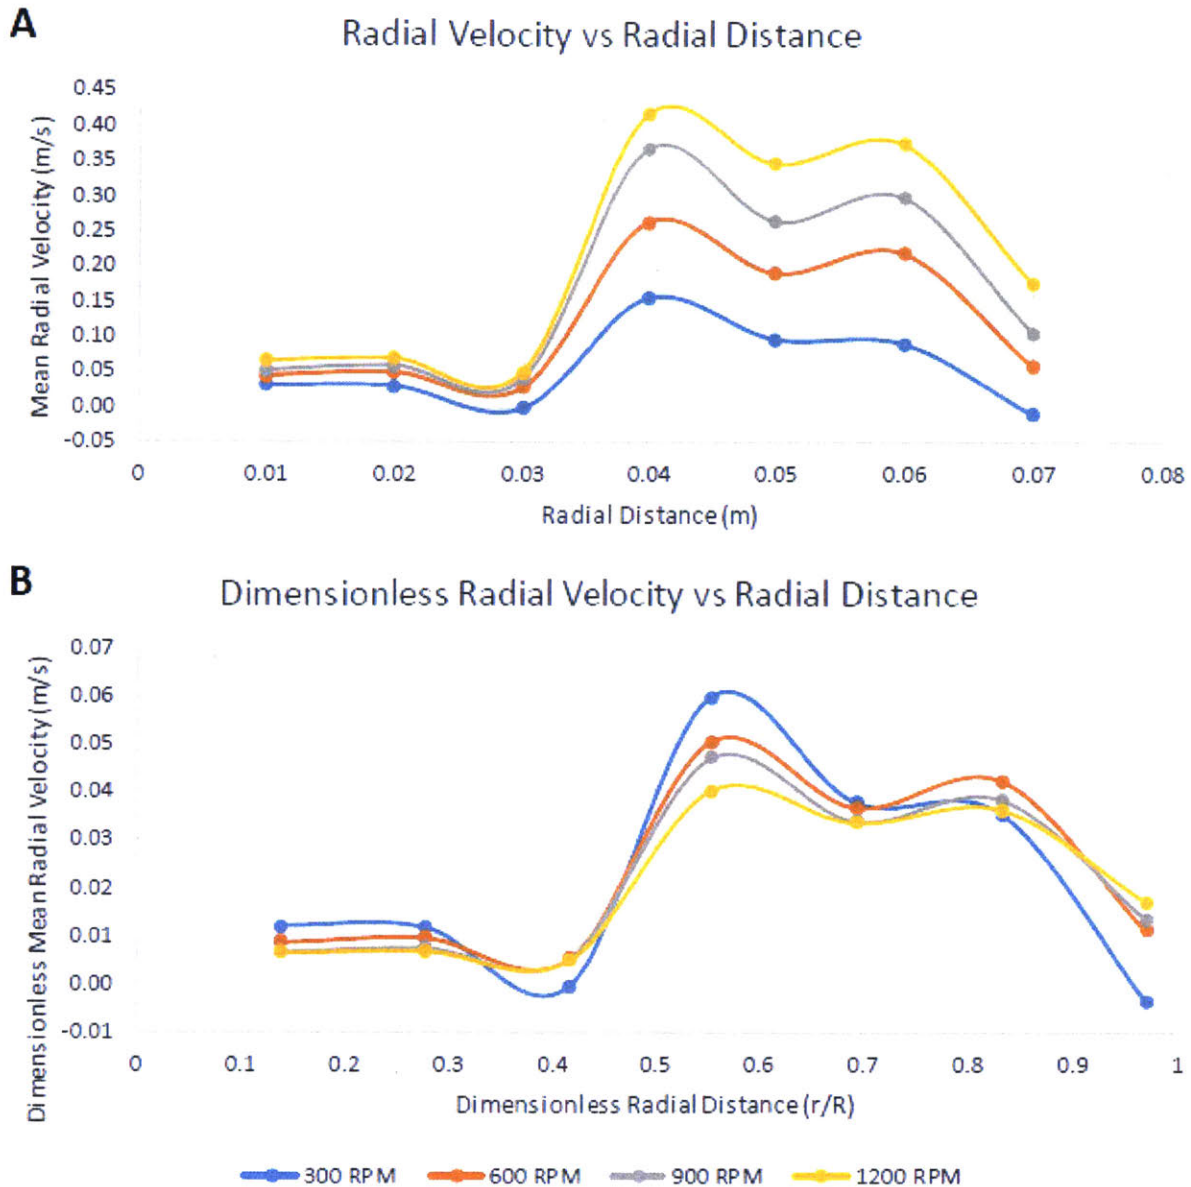 A
Radial Velocity vs Radial Distance
Mean Radial Velocity (m/s)
0.45
0.40
0.35
0.30
0.25
0.20
0.15
0.10
0.05
0.00
-0.05
0 0.01 0.02 0.03 0.04 0.05 0.06 0.07 0.08
Radial Distance (m)
B
Dimensionless Radial Velocity vs Radial Distance
Dimensionless Mean Radial Velocity (m/s)
0.07
0.06
0.05
0.04
0.03
0.02
0.01
0.00
-0.01
0 0.1 0.2 0.3 0.4 0.5 0.6 0.7 0.8 0.9 1
Dimensionless Radial Distance (r/R)
300 RPM 600 RPM 900 RPM 1200 RPM